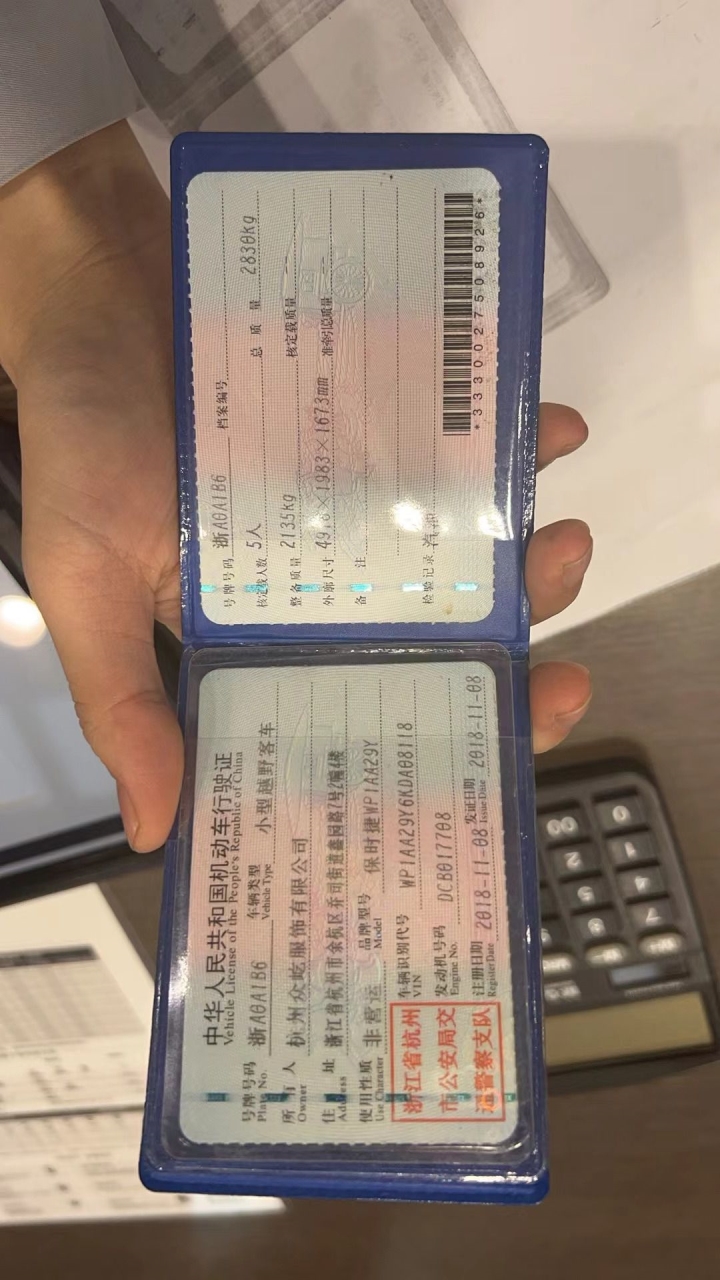 中华人民共和国机动车行驶证
Vehicle License of the People's Republic of China
号牌号码 浙A0A1B6 车辆类型 小型越野客车
Plate No. Vehicle Type
所有人 杭州众屹服饰有限公司
Owner
住址 浙江省杭州市余杭区乔司街道鑫园路7号2幢4楼
Address
使用性质 非营运 品牌型号 保时捷WP1AA29Y
Use Character Model
浙江省杭州
市公安局交
通警察支队
车辆识别代号 WP1AA29Y6KDA08118
VIN
发动机号码 DCB017708
Engine No.
注册日期 2018-11-08 发证日期 2018-11-08
Register Date Issue Date
号牌号码 浙A0A1B6 档案编号
核定载人数 5人 总质量 2830kg
整备质量 2135kg 核定载质量
外廓尺寸 ×1983×1673mm 准牵引总质量
备注
检验记录
*3330027508926*
0
00